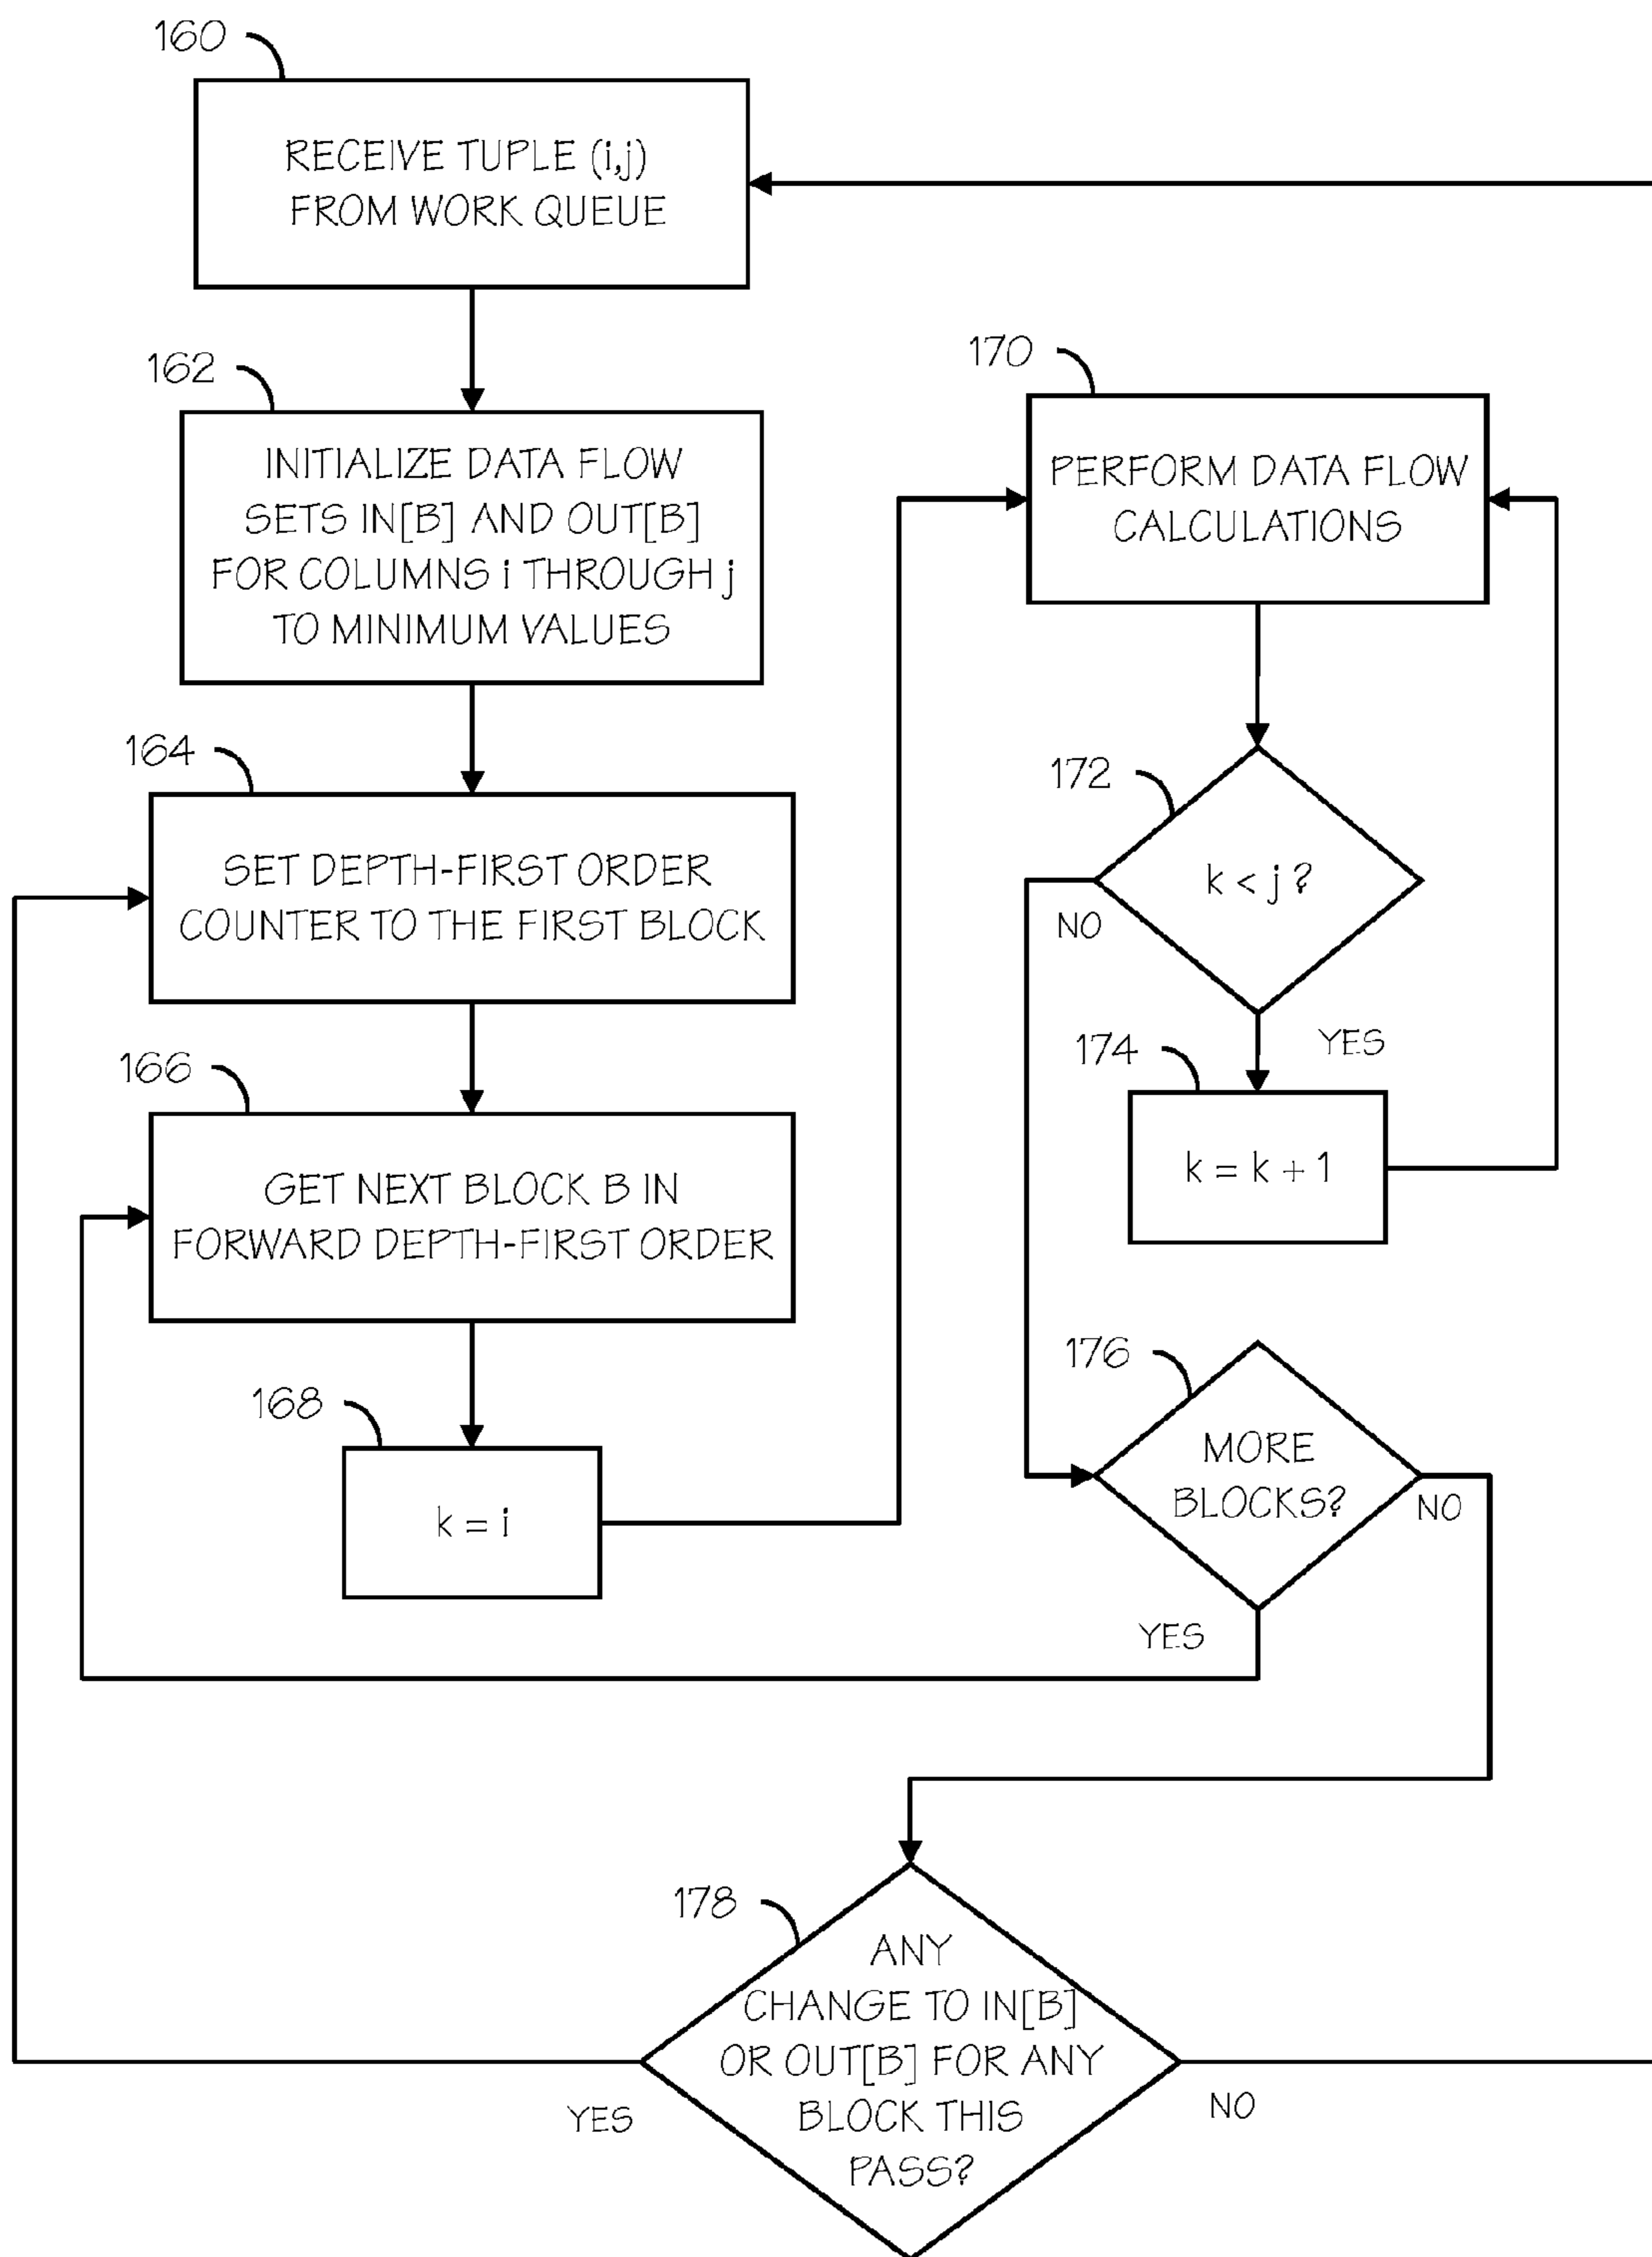 160
RECEIVE TUPLE (i,j)
FROM WORK QUEUE
162
INITIALIZE DATA FLOW
SETS IN[B] AND OUT[B]
FOR COLUMNS i THROUGH j
TO MINIMUM VALUES
164
SET DEPTH-FIRST ORDER
COUNTER TO THE FIRST BLOCK
166
GET NEXT BLOCK B IN
FORWARD DEPTH-FIRST ORDER
168
k = i
170
PERFORM DATA FLOW
CALCULATIONS
172
k < j ?
NO
YES
174
k = k + 1
176
MORE
BLOCKS?
NO
YES
178
ANY
CHANGE TO IN[B]
OR OUT[B] FOR ANY
BLOCK THIS
PASS?
YES
NO